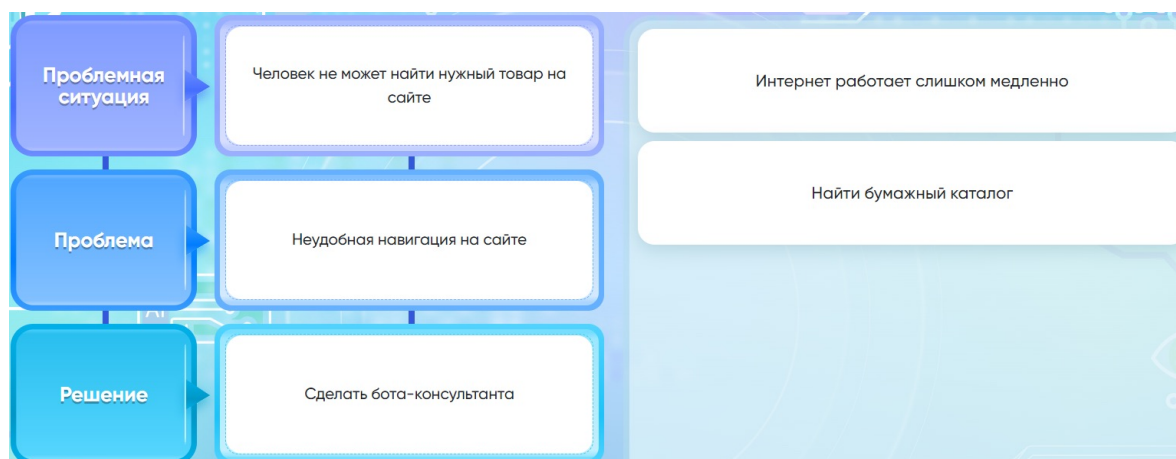 Проблемная
ситуация
Человек не может найти нужный товар на
сайте
Проблема
Неудобная навигация на сайте
Решение
Сделать бота-консультанта
Интернет работает слишком медленно
Найти бумажный каталог